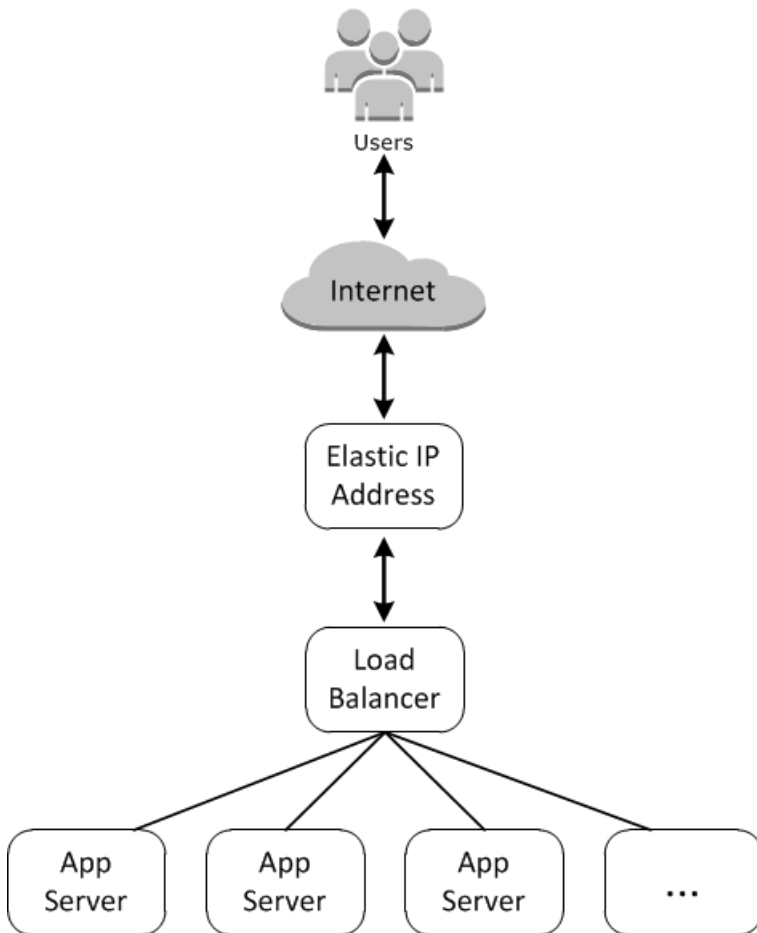 Users
Internet
Elastic IP
Address
Load
Balancer
App
Server
App
Server
App
Server
...